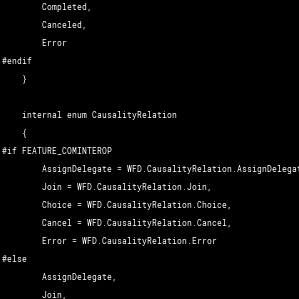 Completed,
Canceled,
Error
#endif
}
internal enum CausalityRelation
{
#if FEATURE_COMINTEROP
AssignDelegate = WFD.CausalityRelation.AssignDelegat
Join = WFD.CausalityRelation.Join,
Choice = WFD.CausalityRelation.Choice,
Cancel = WFD.CausalityRelation.Cancel,
Error = WFD.CausalityRelation.Error
#else
AssignDelegate,
Join,